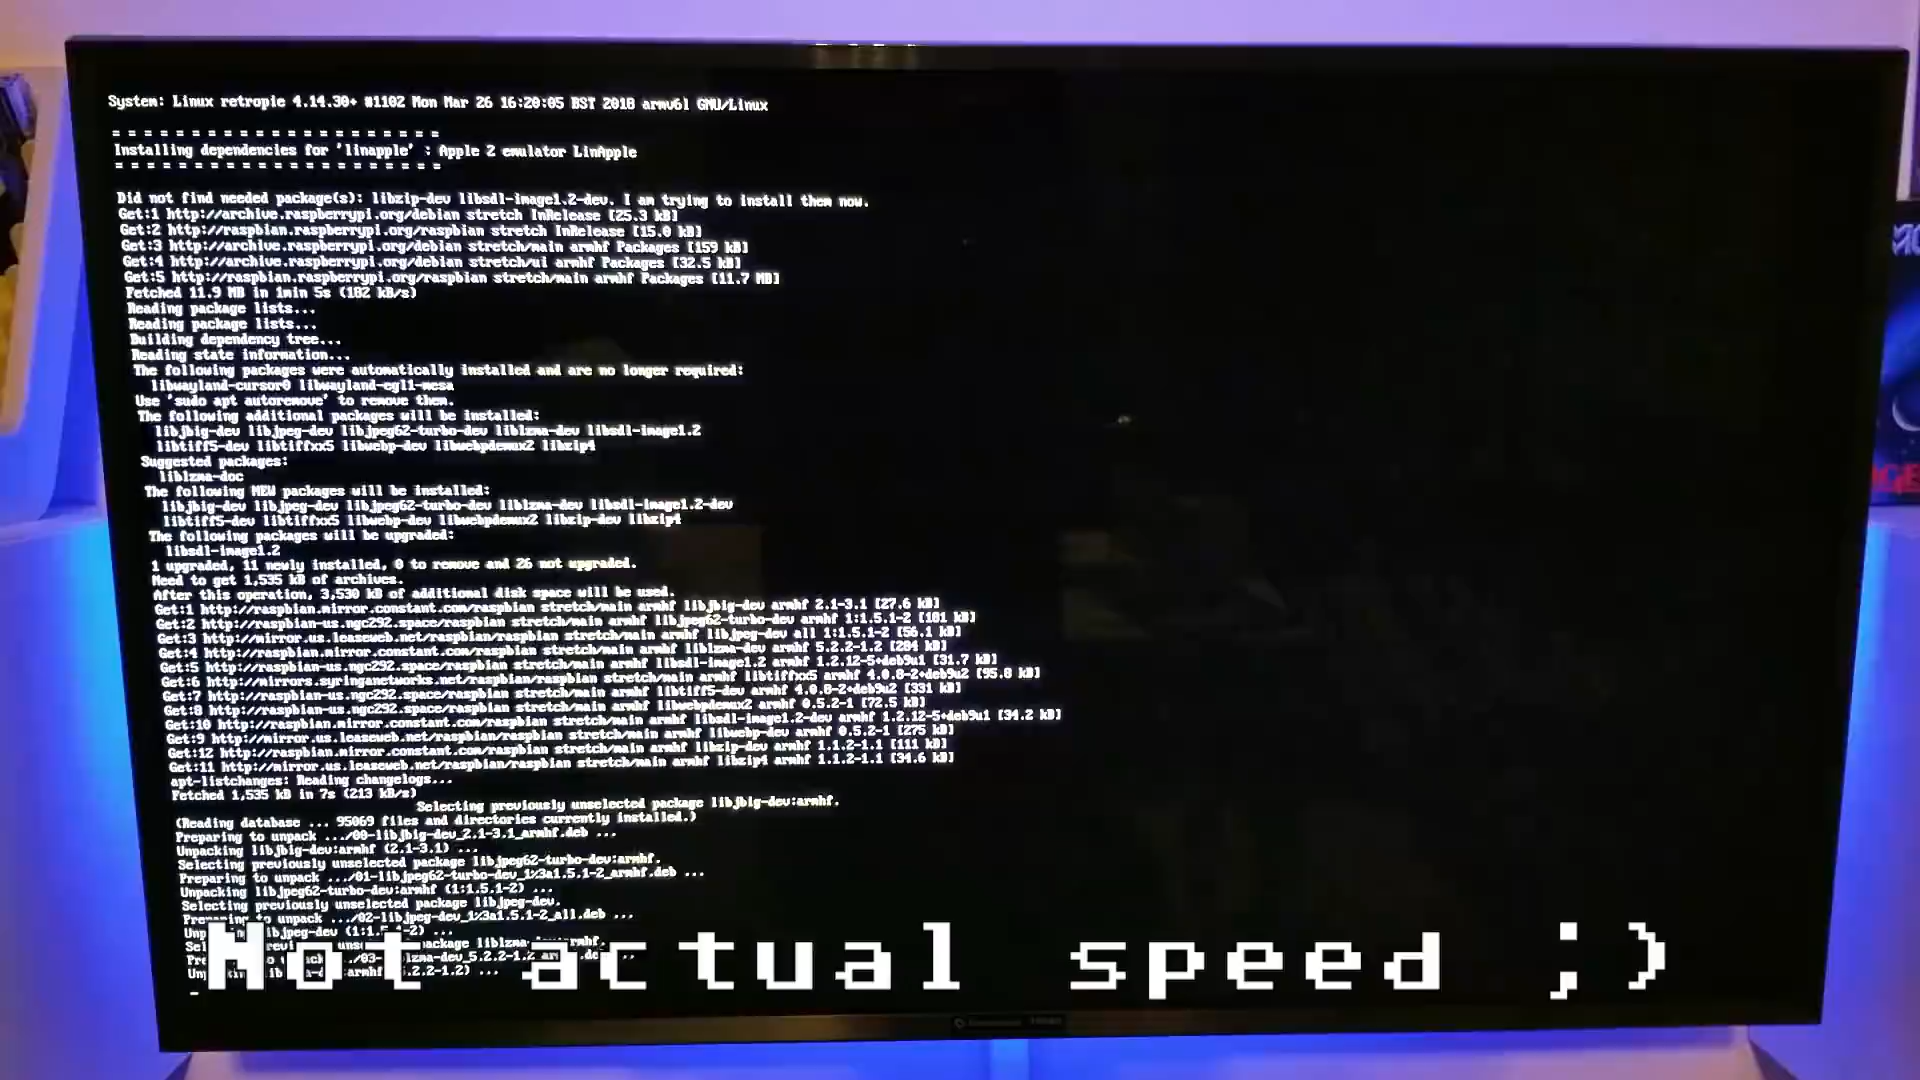 System: Linux retropie 4.14.30+ #1102 Mon Mar 26 16:20:05 BST 2018 armv6l GNU/Linux
= = = = = = = = = = = = = = = = = = = = =
Installing dependencies for 'linapple' : Apple 2 emulator LinApple
= = = = = = = = = = = = = = = = = = = = =
Did not find needed package(s): libzip-dev libsdl-image1.2-dev. I am trying to install them now.
Get:1 http://archive.raspberrypi.org/debian stretch InRelease [25.3 kB]
Get:2 http://raspbian.raspberrypi.org/raspbian stretch InRelease [15.0 kB]
Get:3 http://archive.raspberrypi.org/debian stretch/main armhf Packages [159 kB]
Get:4 http://archive.raspberrypi.org/debian stretch/ui armhf Packages [32.5 kB]
Get:5 http://raspbian.raspberrypi.org/raspbian stretch/main armhf Packages [11.7 MB]
Fetched 11.9 MB in 1min 5s (182 kB/s)
Reading package lists...
Reading package lists...
Building dependency tree...
Reading state information...
The following packages were automatically installed and are no longer required:
libwayland-cursor0 libwayland-egl1-mesa
Use 'sudo apt autoremove' to remove them.
The following additional packages will be installed:
libjbig-dev libjpeg-dev libjpeg62-turbo-dev liblzma-dev libsdl-image1.2
libtiff5-dev libtiffxx5 libwebp-dev libwebpdemux2 libzip4
Suggested packages:
liblzma-doc
The following NEW packages will be installed:
libjbig-dev libjpeg-dev libjpeg62-turbo-dev liblzma-dev libsdl-image1.2-dev
libtiff5-dev libtiffxx5 libwebp-dev libwebpdemux2 libzip-dev libzip4
The following packages will be upgraded:
libsdl-image1.2
1 upgraded, 11 newly installed, 0 to remove and 26 not upgraded.
Need to get 1,535 kB of archives.
After this operation, 3,530 kB of additional disk space will be used.
Get:1 http://raspbian.mirror.constant.com/raspbian stretch/main armhf libjbig-dev armhf 2.1-3.1 [27.6 kB]
Get:2 http://raspbian-us.ngc292.space/raspbian stretch/main armhf libjpeg62-turbo-dev armhf 1:1.5.1-2 [181 kB]
Get:3 http://mirror.us.leaseweb.net/raspbian/raspbian stretch/main armhf libjpeg-dev all 1:1.5.1-2 [56.1 kB]
Get:4 http://raspbian.mirror.constant.com/raspbian stretch/main armhf liblzma-dev armhf 5.2.2-1.2 [284 kB]
Get:5 http://raspbian-us.ngc292.space/raspbian stretch/main armhf libsdl-image1.2 armhf 1.2.12-5+deb9u1 [31.7 kB]
Get:6 http://mirrors.syringanetworks.net/raspbian/raspbian stretch/main armhf libtiffxx5 armhf 4.0.8-2+deb9u2 [95.8 kB]
Get:7 http://raspbian-us.ngc292.space/raspbian stretch/main armhf libtiff5-dev armhf 4.0.8-2+deb9u2 [331 kB]
Get:8 http://raspbian-us.ngc292.space/raspbian stretch/main armhf libwebpdemux2 armhf 0.5.2-1 [72.5 kB]
Get:10 http://raspbian.mirror.constant.com/raspbian stretch/main armhf libsdl-image1.2-dev armhf 1.2.12-5+deb9u1 [34.2 kB]
Get:9 http://mirror.us.leaseweb.net/raspbian/raspbian stretch/main armhf libwebp-dev armhf 0.5.2-1 [275 kB]
Get:12 http://raspbian.mirror.constant.com/raspbian stretch/main armhf libzip-dev armhf 1.1.2-1.1 [111 kB]
Get:11 http://mirror.us.leaseweb.net/raspbian/raspbian stretch/main armhf libzip4 armhf 1.1.2-1.1 [34.6 kB]
apt-listchanges: Reading changelogs...
Fetched 1,535 kB in 7s (213 kB/s)
Selecting previously unselected package libjbig-dev:armhf.
(Reading database ... 95069 files and directories currently installed.)
Preparing to unpack .../00-libjbig-dev_2.1-3.1_armhf.deb ...
Unpacking libjbig-dev:armhf (2.1-3.1) ...
Selecting previously unselected package libjpeg62-turbo-dev:armhf.
Preparing to unpack .../01-libjpeg62-turbo-dev_1%3a1.5.1-2_armhf.deb ...
Unpacking libjpeg62-turbo-dev:armhf (1:1.5.1-2) ...
Selecting previously unselected package libjpeg-dev.
Preparing to unpack .../02-libjpeg-dev_1%3a1.5.1-2_all.deb ...
libjpeg-dev (1:1.5.1-2) ...
package
Not actual speed ;)